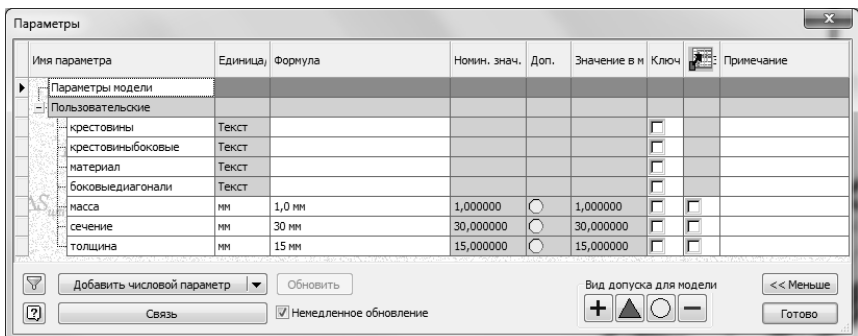 Параметры
Имя параметра Единица, Формула Номин. знач. Доп. Значение в м Ключ Примечание
Параметры модели
Пользовательские
крестовины Текст
крестовиныбоковые Текст
материал Текст
боковыедиагонали Текст
масса мм 1,0 мм 1,000000 1,000000
сечение мм 30 мм 30,000000 30,000000
толщина мм 15 мм 15,000000 15,000000
Добавить числовой параметр Обновить Вид допуска для модели << Меньше
Связь Немедленное обновление Готово